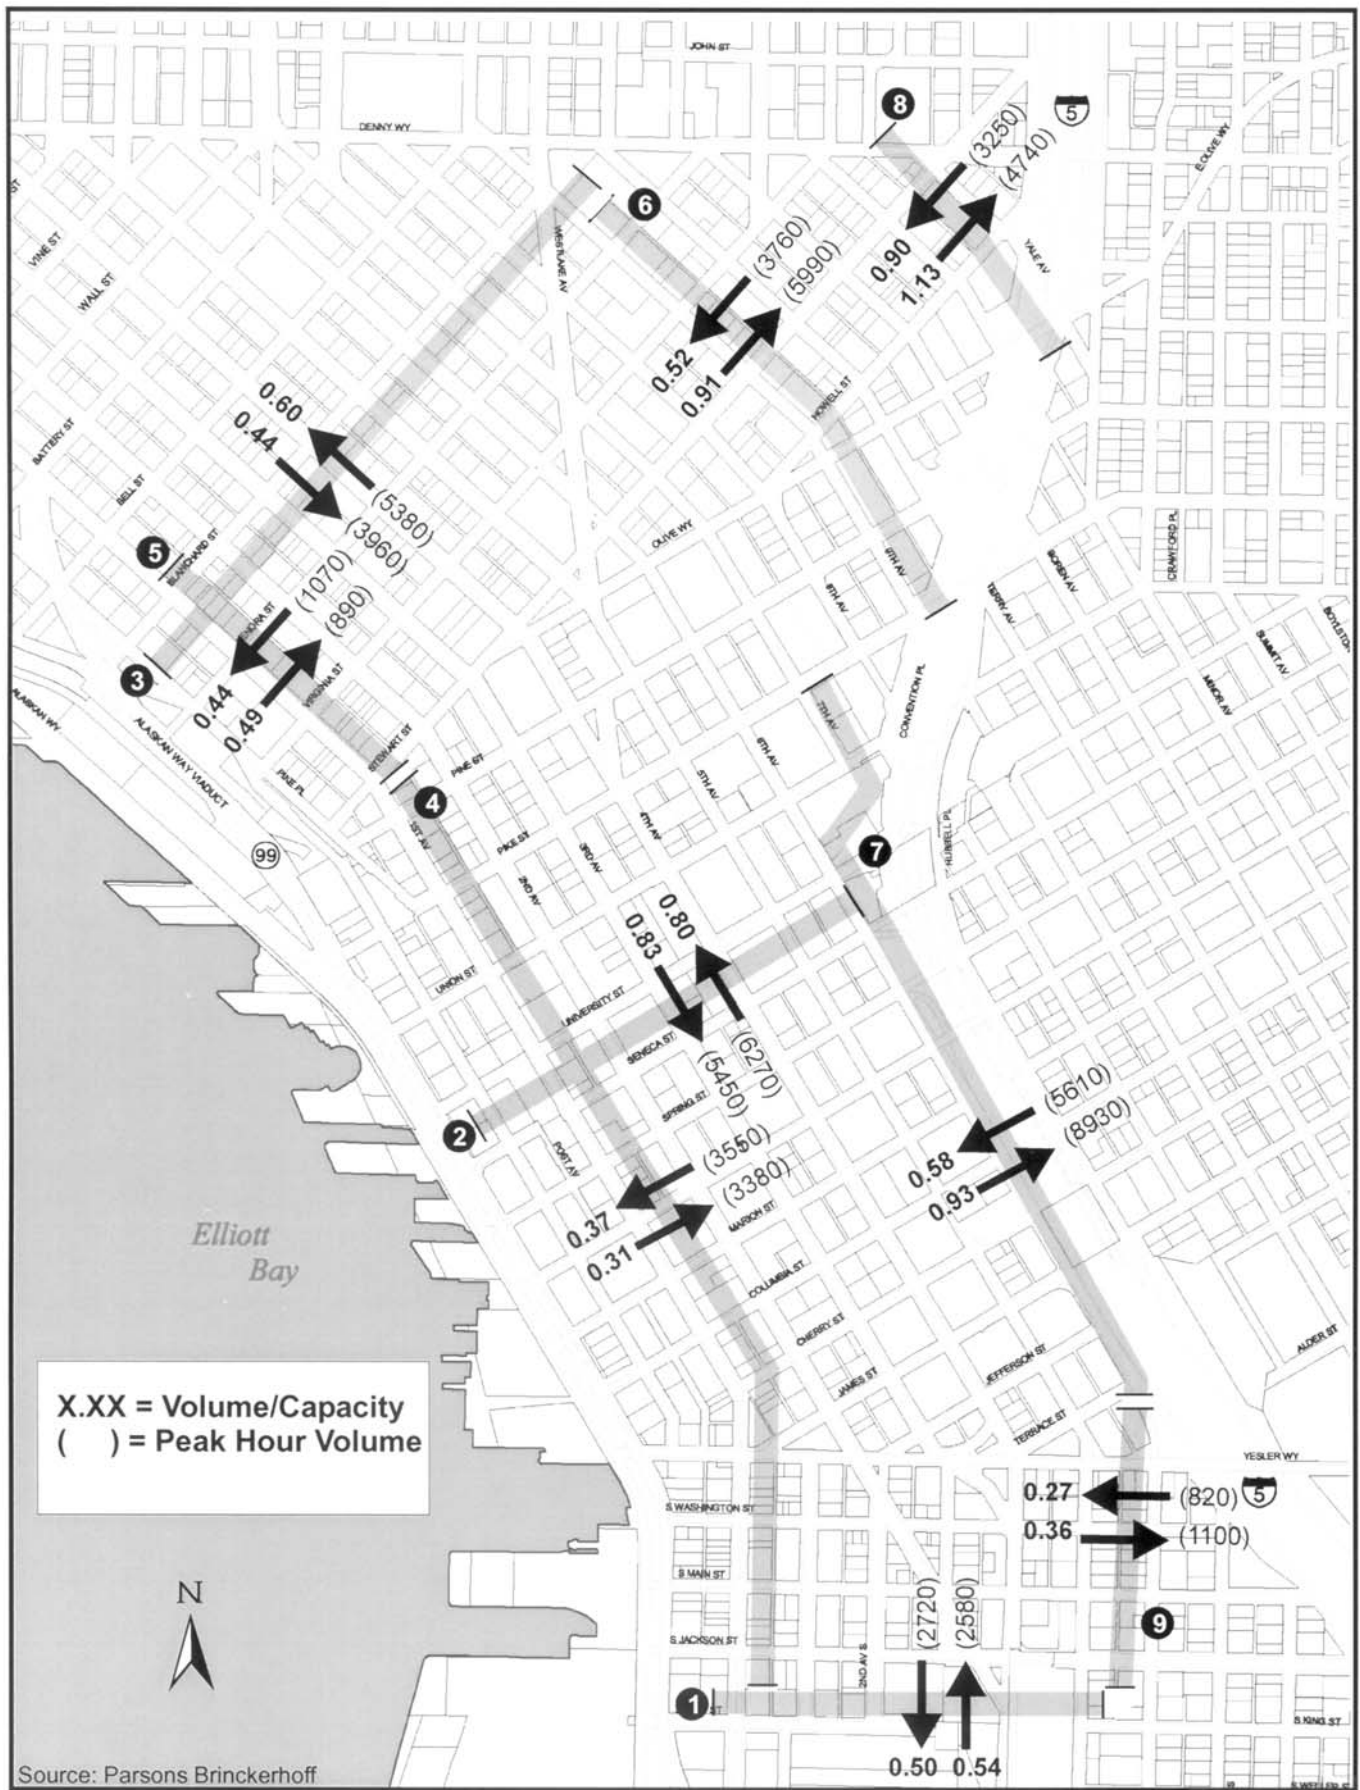 JOHN ST
8
5
DENNY WY
(3250)
(4740)
E OLIVE WY
ST
6
VINE ST
WESTLAKE AV
YALE AV
(3760)
(5990)
0.90
1.13
WALL ST
0.52
0.91
HOWELL ST
0.60
0.44
BATTERY ST
BELL ST
(5380)
(3960)
OLIVE WY
CRAWFORD PL
5
BLANCHARD ST
9TH AV
BOREN AV
(1070)
(890)
8TH AV
TERRY AV
BOYLSTON
SUMMIT AV
3
VIRGINIA ST
MINOR AV
0.44
0.49
ALASKAN WY
ALASKAN WAY VIADUCT
7TH AV
CONVENTION PL
STEWART ST
PINE ST
PINE PL
6TH AV
5TH AV
4
1ST AV
4TH AV
HUBBELL PL
99
PIKE ST
3RD AV
7
2ND AV
0.80
0.83
UNION ST
UNIVERSITY ST
SENECA ST
(6270)
(5450)
SPRING ST
2
POST AV
(5610)
(8930)
(3550)
(3380)
0.58
0.93
MARION ST
0.37
0.31
Elliott
Bay
COLUMBIA ST
CHERRY ST
ALDER ST
JEFFERSON ST
JAMES ST
X.XX = Volume/Capacity
( ) = Peak Hour Volume
TERRACE ST
YESLER WY
0.27
(820)
5
S WASHINGTON ST
0.36
(1100)
S MAIN ST
N
(2720)
(2580)
9
S JACKSON ST
2ND AV S
1
ST
S KING ST
0.50
0.54
Source: Parsons Brinckerhoff
S WELLER ST